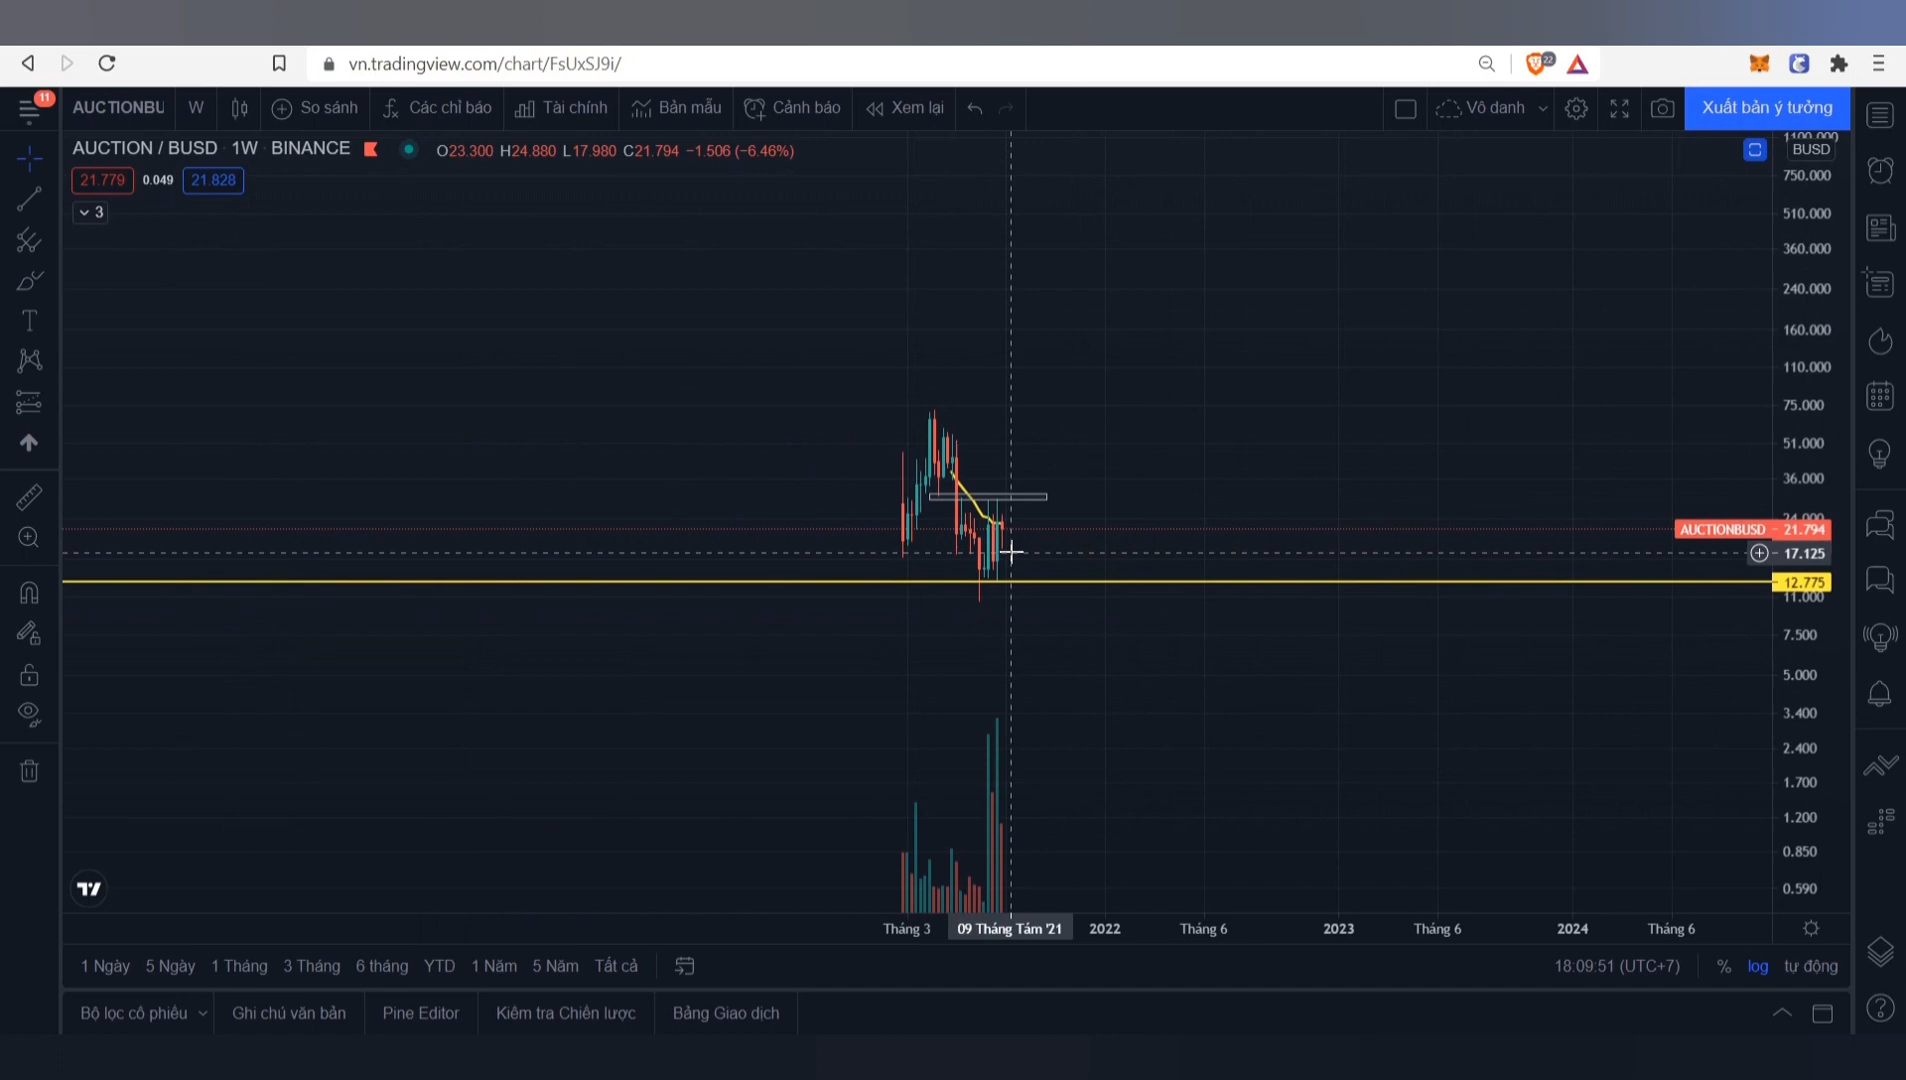 vn.tradingview.com/chart/FsUxSJ9i/
22
11
AUCTIONBU W So sánh Các chỉ báo Tài chính Bản mẫu Cảnh báo Xem lại Vô danh Xuất bản ý tưởng
AUCTION / BUSD · 1W · BINANCE O23.300 H24.880 L17.980 C21.794 −1.506 (−6.46%)
21.779 0.049 21.828
3
1100.000
BUSD
750.000
510.000
360.000
240.000
160.000
110.000
75.000
51.000
36.000
24.000
AUCTIONBUSD 21.794
17.125
12.775
11.000
7.500
5.000
3.400
2.400
1.700
1.200
0.850
0.590
Tháng 3 09 Tháng Tám '21 2022 Tháng 6 2023 Tháng 6 2024 Tháng 6
1 Ngày 5 Ngày 1 Tháng 3 Tháng 6 tháng YTD 1 Năm 5 Năm Tất cả 18:09:51 (UTC+7) % log tự động
Bộ lọc cổ phiếu Ghi chú văn bản Pine Editor Kiểm tra Chiến lược Bảng Giao dịch